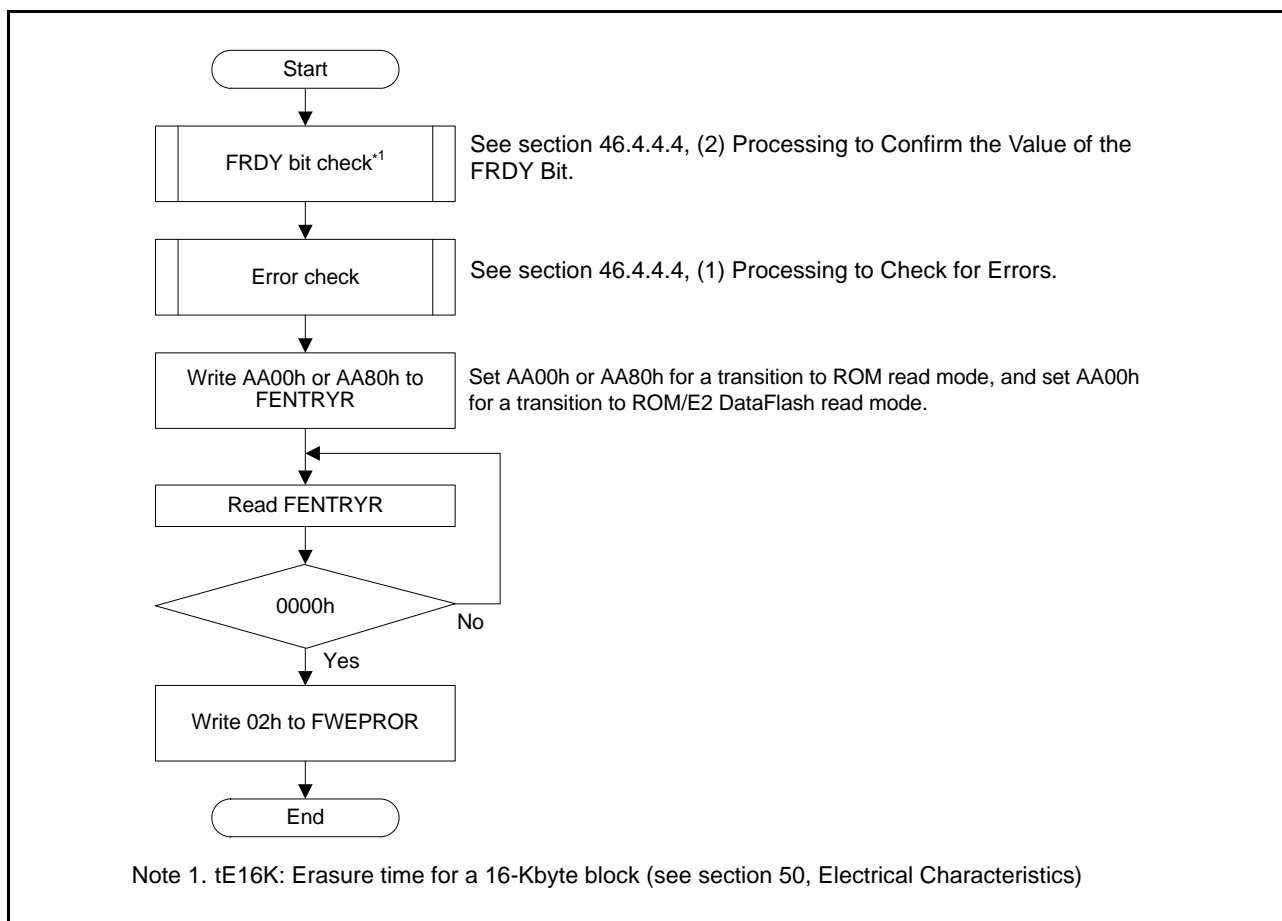 Start
FRDY bit check*1
See section 46.4.4.4, (2) Processing to Confirm the Value of the
FRDY Bit.
Error check
See section 46.4.4.4, (1) Processing to Check for Errors.
Write AA00h or AA80h to
FENTRYR
Set AA00h or AA80h for a transition to ROM read mode, and set AA00h
for a transition to ROM/E2 DataFlash read mode.
Read FENTRYR
0000h
No
Yes
Write 02h to FWEPROR
End
Note 1. tE16K: Erasure time for a 16-Kbyte block (see section 50, Electrical Characteristics)